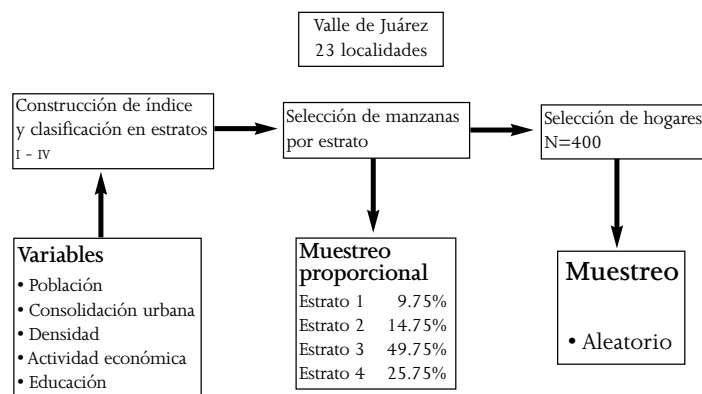 Valle de Juárez
23 localidades
Construcción de índice
y clasificación en estratos
I - IV
Selección de manzanas
por estrato
Selección de hogares
N=400
Variables
• Población
• Consolidación urbana
• Densidad
• Actividad económica
• Educación
Muestreo
proporcional
Estrato 1 9.75%
Estrato 2 14.75%
Estrato 3 49.75%
Estrato 4 25.75%
Muestreo
• Aleatorio